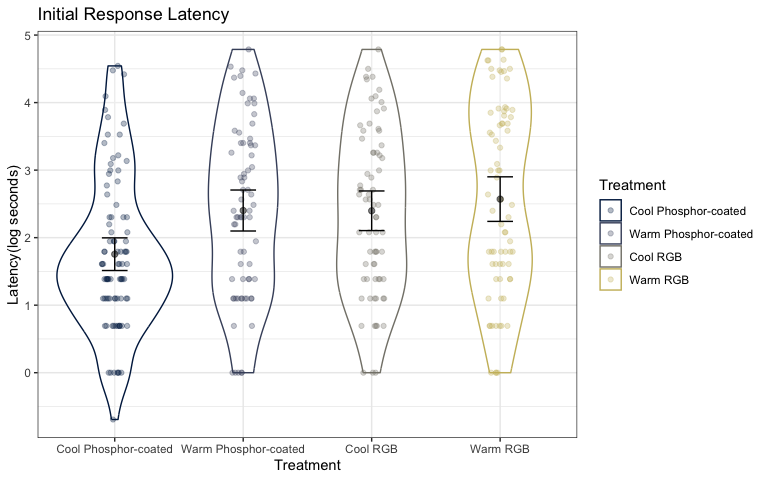 Initial Response Latency
Latency(log seconds)
5
4
3
2
1
0
Cool Phosphor-coated
Warm Phosphor-coated
Cool RGB
Warm RGB
Treatment
Treatment
Cool Phosphor-coated
Warm Phosphor-coated
Cool RGB
Warm RGB